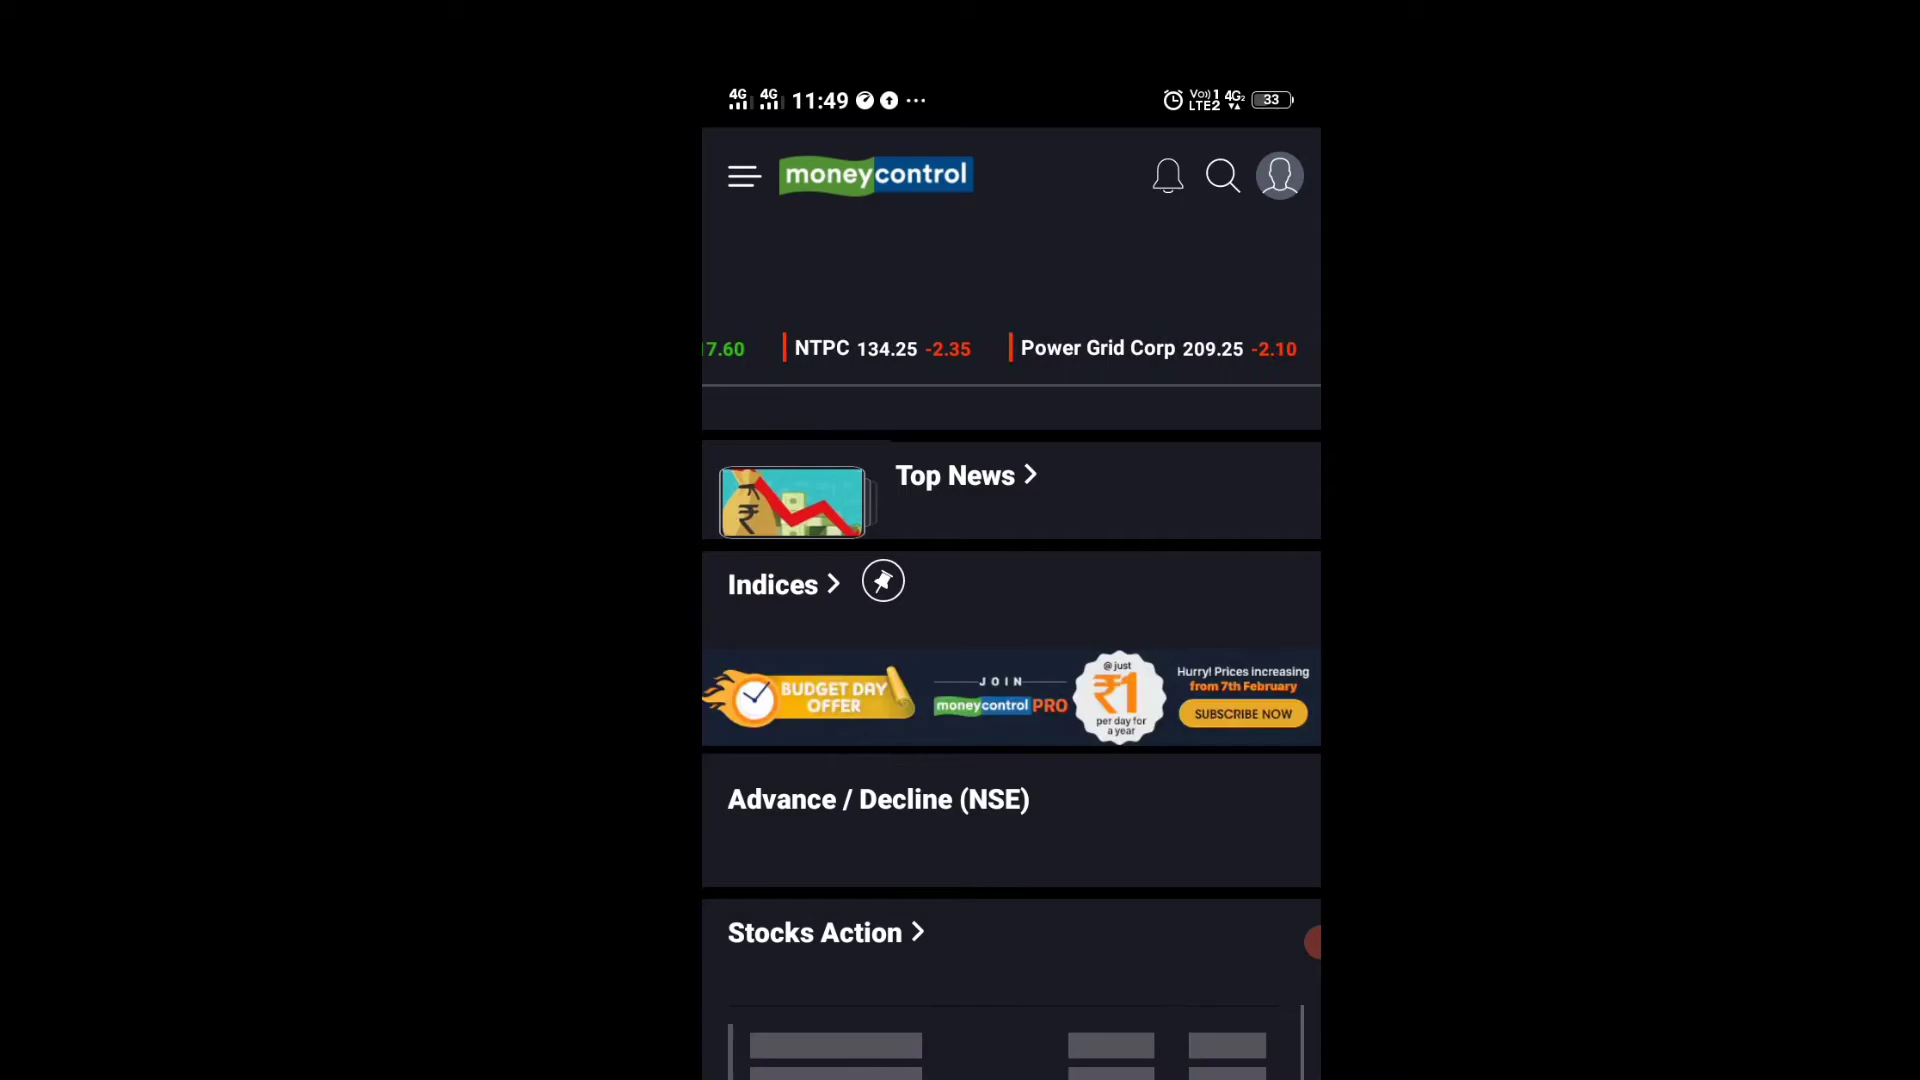 4G 4G 11:49 ... Vo)) 1 LTE2 4G2 33
moneycontrol
17.60 NTPC 134.25 -2.35 Power Grid Corp 209.25 -2.10
Top News >
₹
Indices >
BUDGET DAY
OFFER
JOIN
moneycontrol PRO
@ just
₹1
per day for
a year
Hurry! Prices increasing
from 7th February
SUBSCRIBE NOW
Advance / Decline (NSE)
Stocks Action >